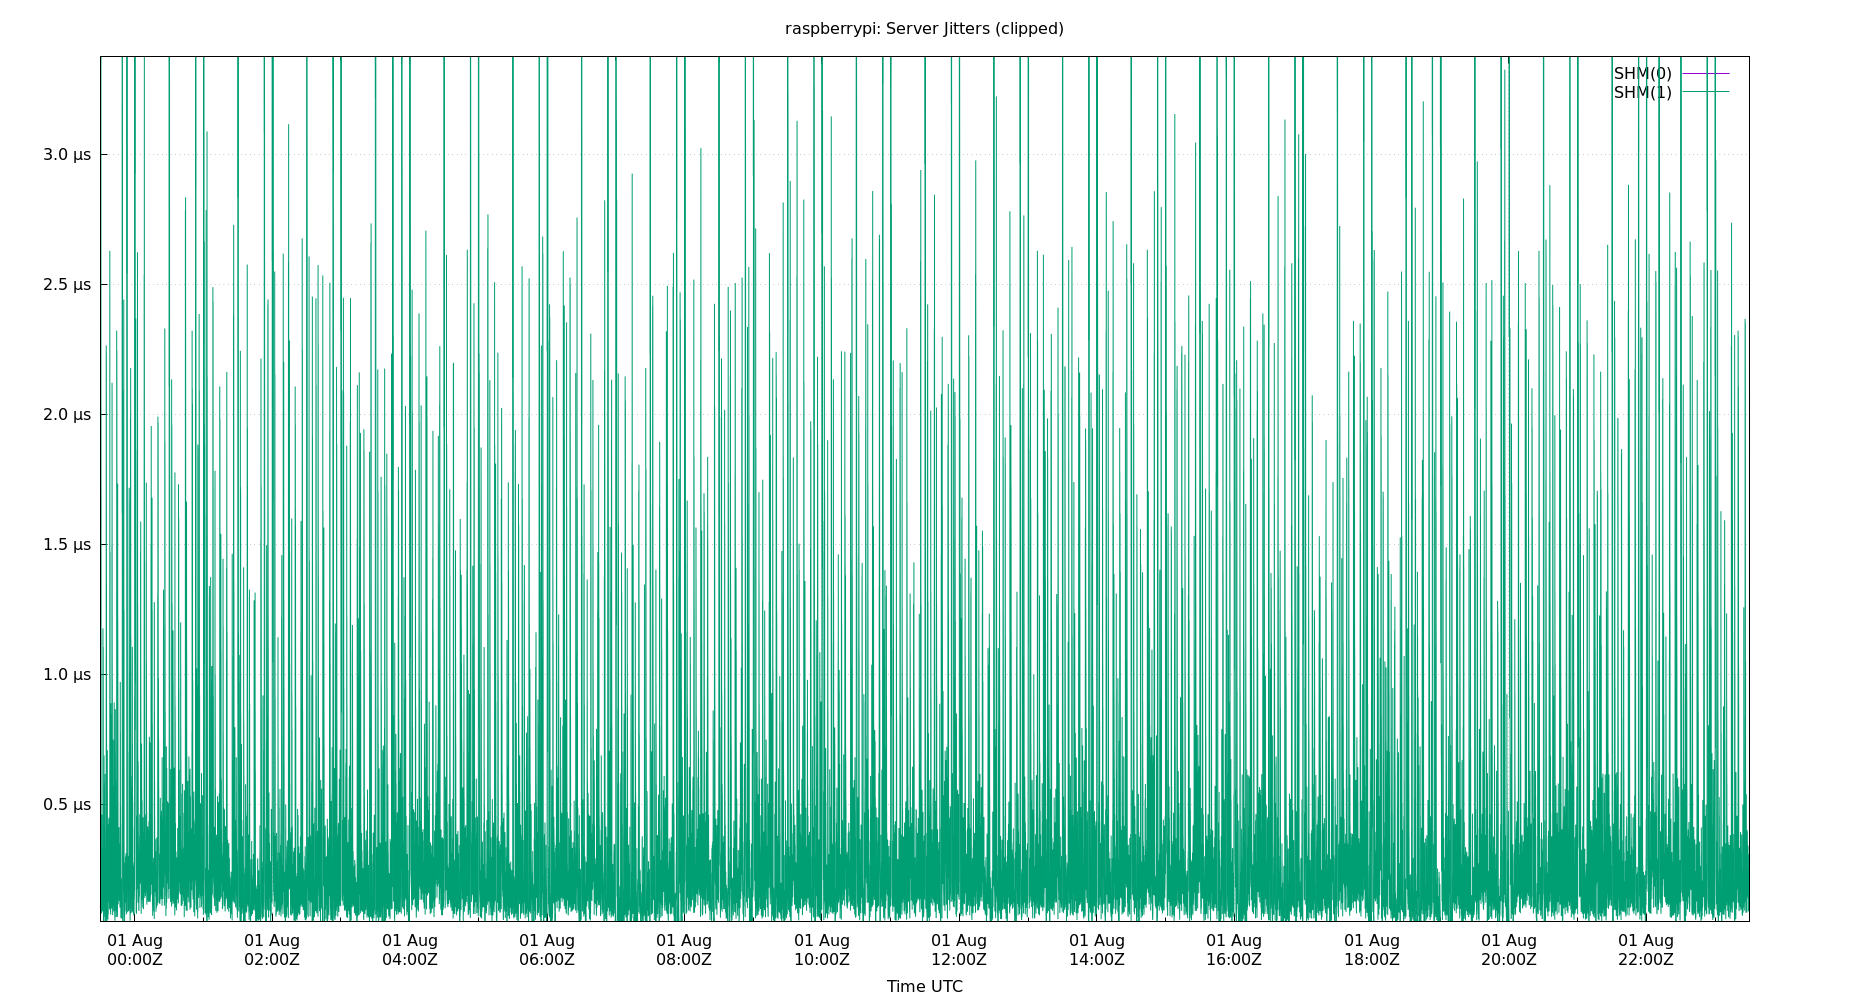 raspberrypi: Server Jitters (clipped)
SHM(0)
SHM(1)
3.0 µs
2.5 µs
2.0 µs
1.5 µs
1.0 µs
0.5 µs
01 Aug 01 Aug 01 Aug 01 Aug 01 Aug 01 Aug 01 Aug 01 Aug 01 Aug 01 Aug 01 Aug 01 Aug
00:00Z 02:00Z 04:00Z 06:00Z 08:00Z 10:00Z 12:00Z 14:00Z 16:00Z 18:00Z 20:00Z 22:00Z
Time UTC